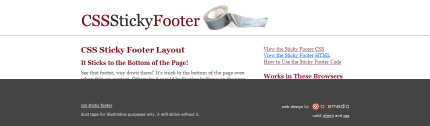 CSSStickyFooter
CSS Sticky Footer Layout
It Sticks to the Bottom of the Page!
See that footer, way down there? It's stuck to the bottom of the page even
View the Sticky Footer CSS
View the Sticky Footer HTML
How to Use the Sticky Footer Code
Works in These Browsers
css sticky footer
duct tape for illustrative purposes only. it still sticks without it.
web design by
valid xhtml and css